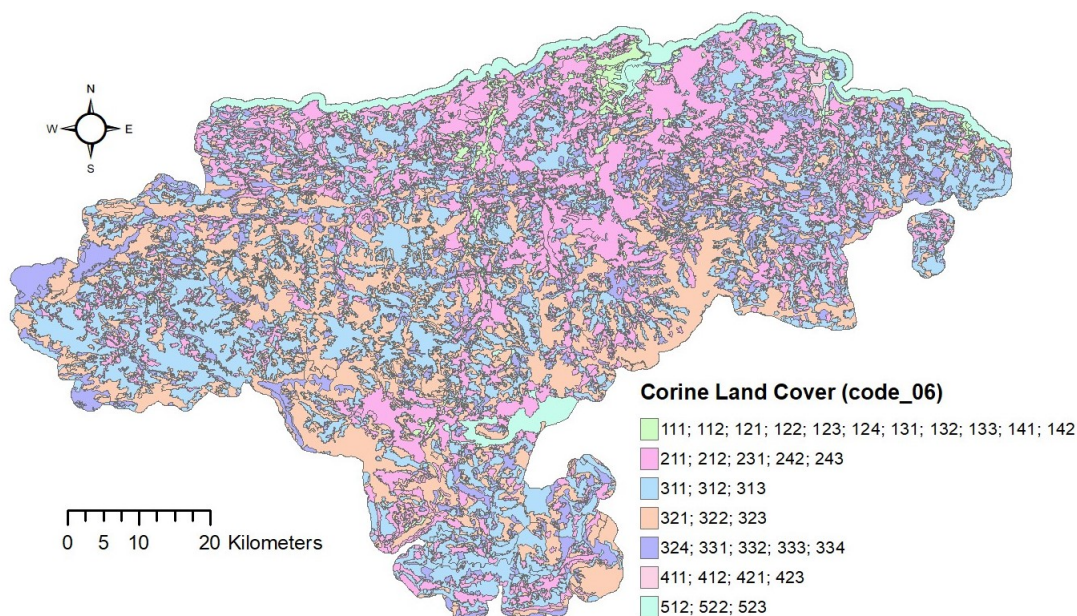 N
W E
S
Corine Land Cover (code_06)
111; 112; 121; 122; 123; 124; 131; 132; 133; 141; 142
211; 212; 231; 242; 243
311; 312; 313
321; 322; 323
324; 331; 332; 333; 334
411; 412; 421; 423
512; 522; 523
0 5 10 20 Kilometers